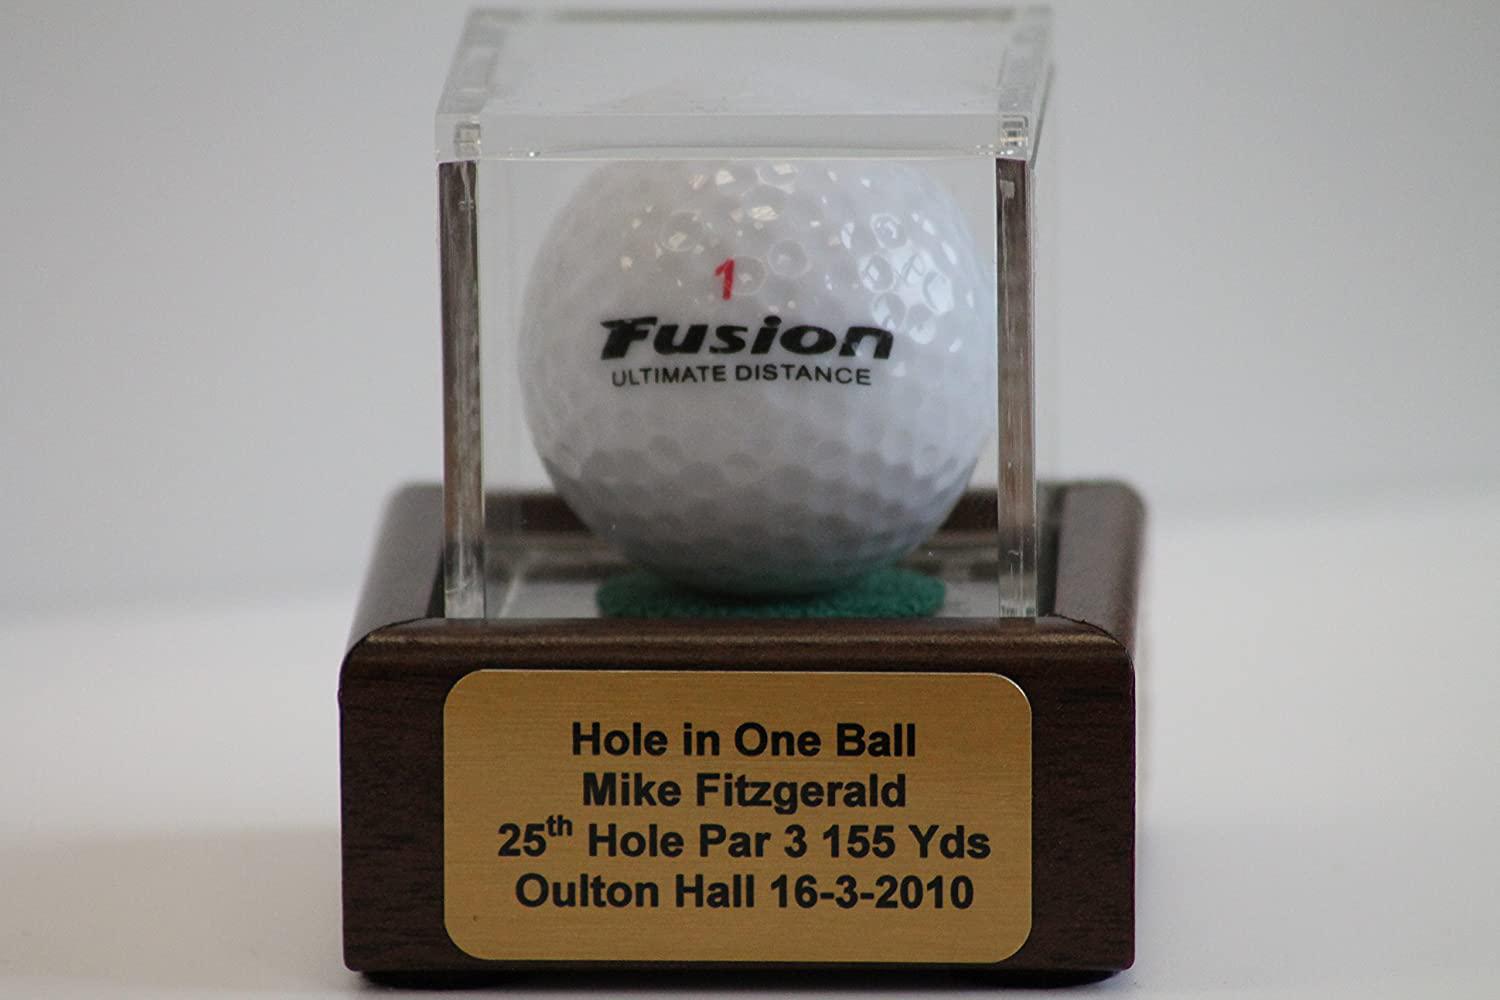 1
Fusion
ULTIMATE DISTANCE
Hole in One Ball
Mike Fitzgerald
25th Hole Par 3 155 Yds
Oulton Hall 16-3-2010